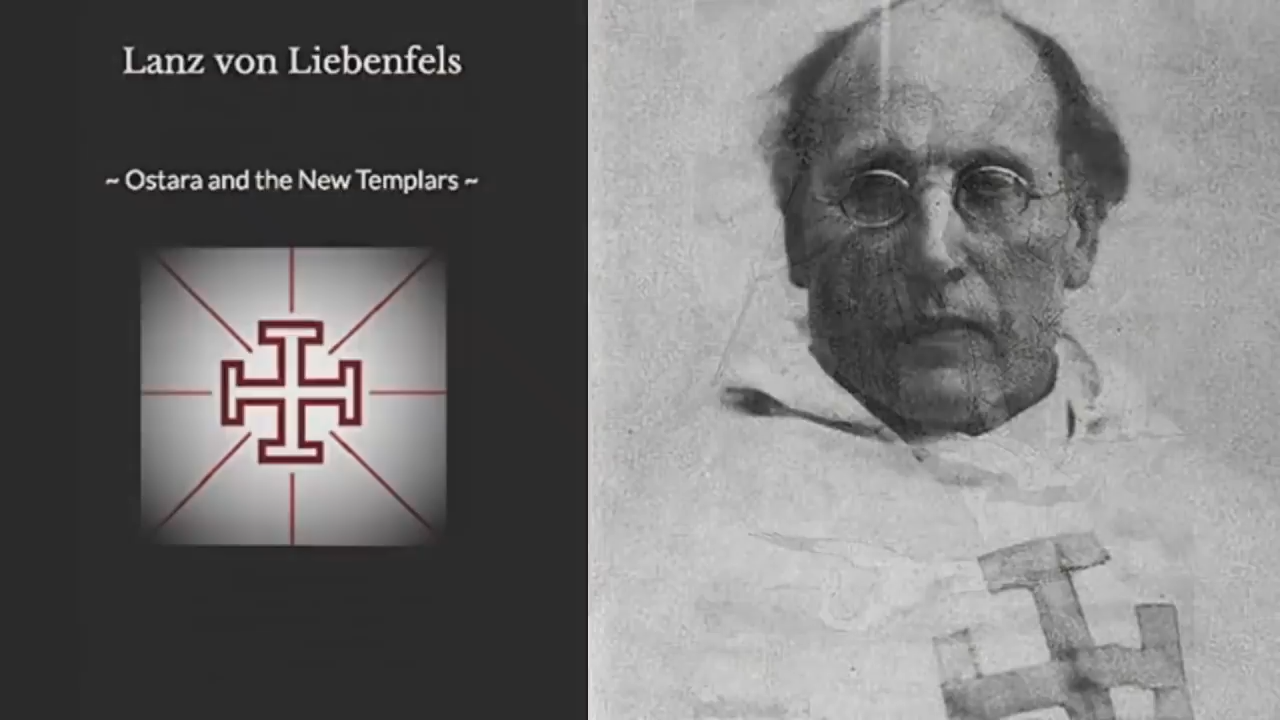 Lanz von Liebenfels
~ Ostara and the New Templars ~